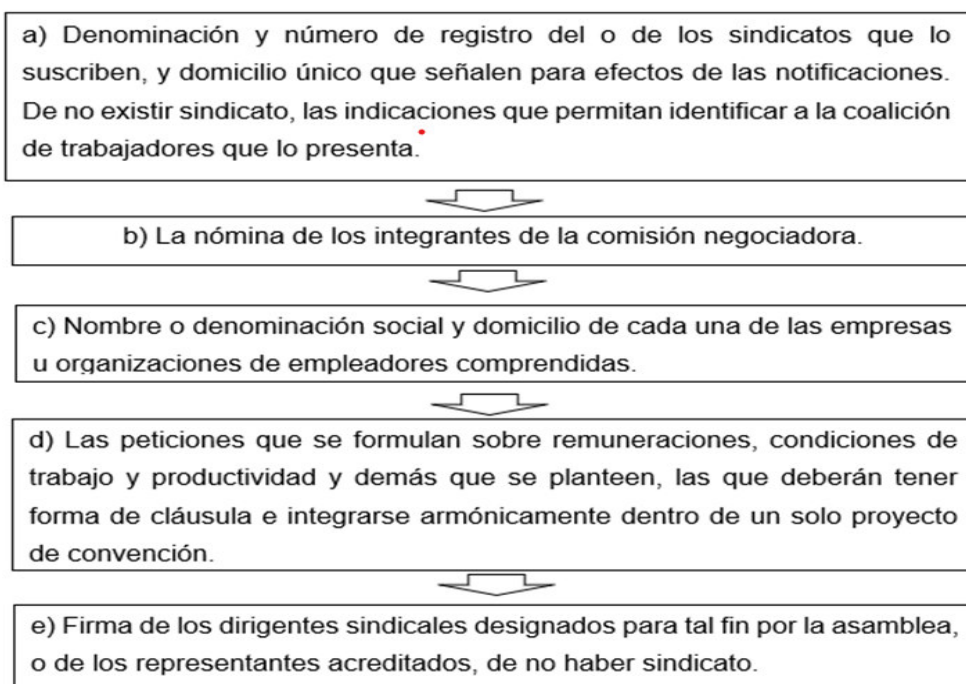 a) Denominación y número de registro del o de los sindicatos que lo
suscriben, y domicilio único que señalen para efectos de las notificaciones.
De no existir sindicato, las indicaciones que permitan identificar a la coalición
de trabajadores que lo presenta.
b) La nómina de los integrantes de la comisión negociadora.
c) Nombre o denominación social y domicilio de cada una de las empresas
u organizaciones de empleadores comprendidas.
d) Las peticiones que se formulan sobre remuneraciones, condiciones de
trabajo y productividad y demás que se planteen, las que deberán tener
forma de cláusula e integrarse armónicamente dentro de un solo proyecto
de convención.
e) Firma de los dirigentes sindicales designados para tal fin por la asamblea,
o de los representantes acreditados, de no haber sindicato.